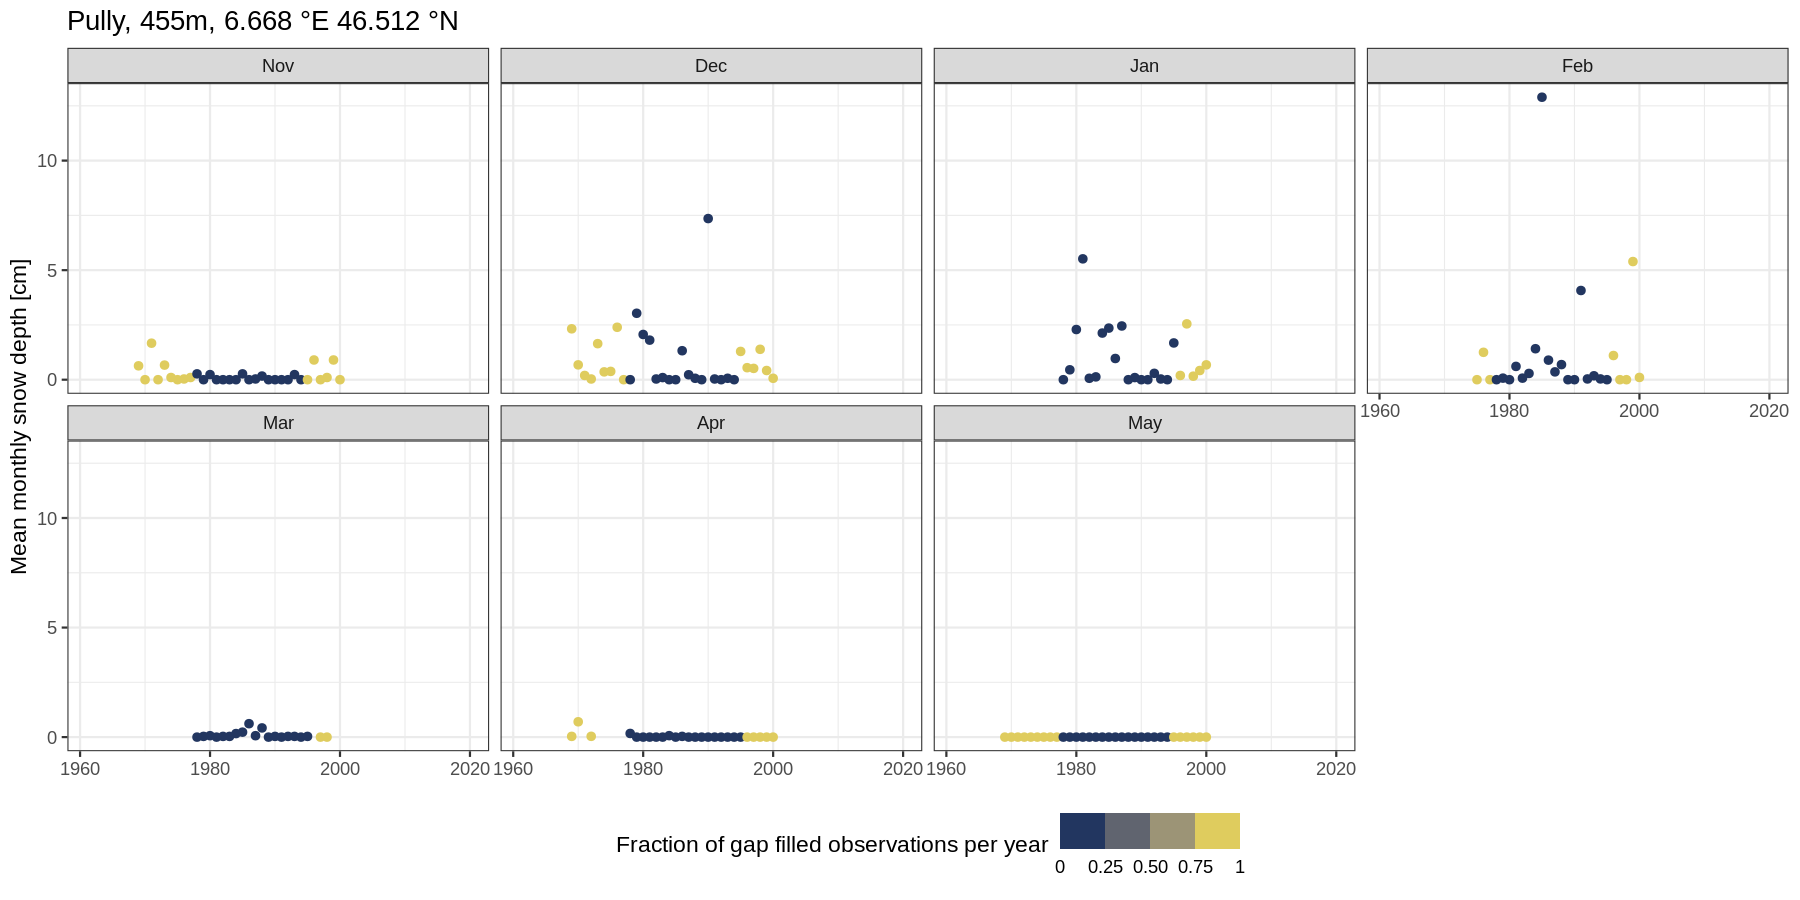 Pully, 455m, 6.668 °E 46.512 °N
Nov
Dec
Jan
Feb
Mean monthly snow depth [cm]
10
5
0
1960
1980
2000
2020
Mar
Apr
May
10
5
0
1960
1980
2000
2020
1960
1980
2000
2020
1960
1980
2000
2020
Fraction of gap filled observations per year
0
0.25
0.50
0.75
1